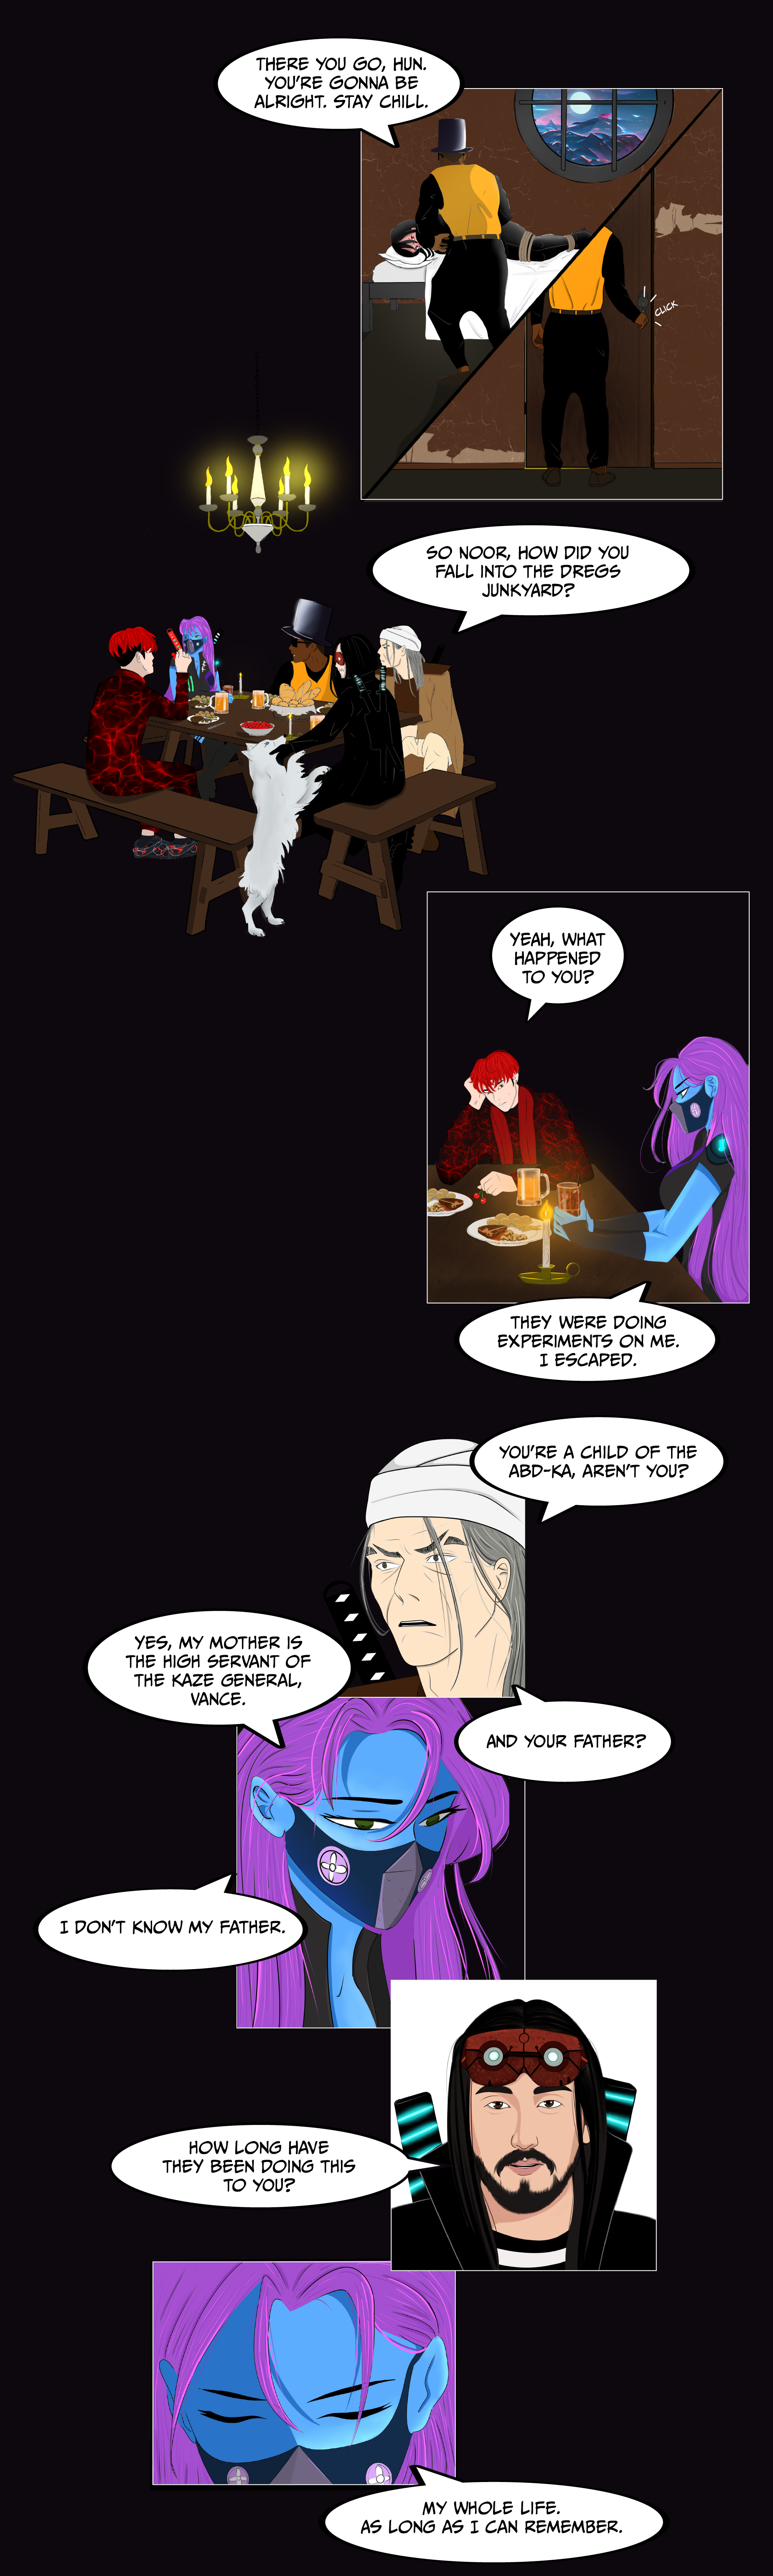 THERE YOU GO, HUN.
YOU'RE GONNA BE
ALRIGHT. STAY CHILL.
CLICK
SO NOOR, HOW DID YOU
FALL INTO THE DREGS
JUNKYARD?
YEAH, WHAT
HAPPENED
TO YOU?
THEY WERE DOING
EXPERIMENTS ON ME.
I ESCAPED.
YOU'RE A CHILD OF THE
ABD-KA, AREN'T YOU?
YES, MY MOTHER IS
THE HIGH SERVANT OF
THE KAZE GENERAL,
VANCE.
AND YOUR FATHER?
I DON'T KNOW MY FATHER.
HOW LONG HAVE
THEY BEEN DOING THIS
TO YOU?
MY WHOLE LIFE.
AS LONG AS I CAN REMEMBER.